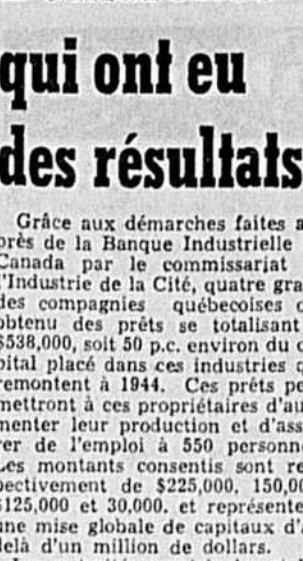 qui ont eu
des résultats
Grâce aux démarches faites a
près de la Banque Industrielle
Canada par le commissariat
l'Industrie de la Cité, quatre gra
des compagnies québecoises o
obtenu des prêts se totalisant
$538,000, soit 50 p.c. environ du c
pital placé dans ces industries q
remontent à 1944. Ces prêts pe
mettront à ces propriétaires d'au
menter leur production et d'ass
rer de l'emploi à 550 personne
Les montants consentis sont re
pectivement de $225,000, 150,00
$125,000 et 30,000. et représente
une mise globale de capitaux d'a
delà d'un million de dollars.